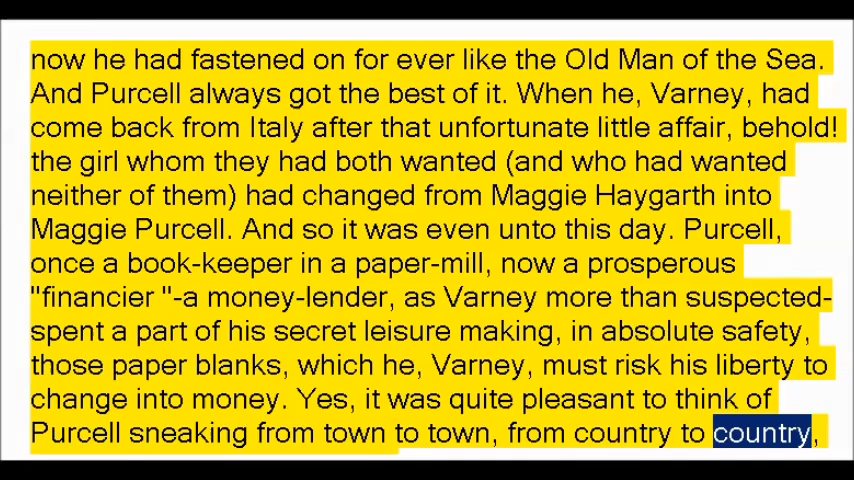 now he had fastened on for ever like the Old Man of the Sea.
And Purcell always got the best of it. When he, Varney, had
come back from Italy after that unfortunate little affair, behold!
the girl whom they had both wanted (and who had wanted
neither of them) had changed from Maggie Haygarth into
Maggie Purcell. And so it was even unto this day. Purcell,
once a book-keeper in a paper-mill, now a prosperous
"financier "-a money-lender, as Varney more than suspected-
spent a part of his secret leisure making, in absolute safety,
those paper blanks, which he, Varney, must risk his liberty to
change into money. Yes, it was quite pleasant to think of
Purcell sneaking from town to town, from country to country,